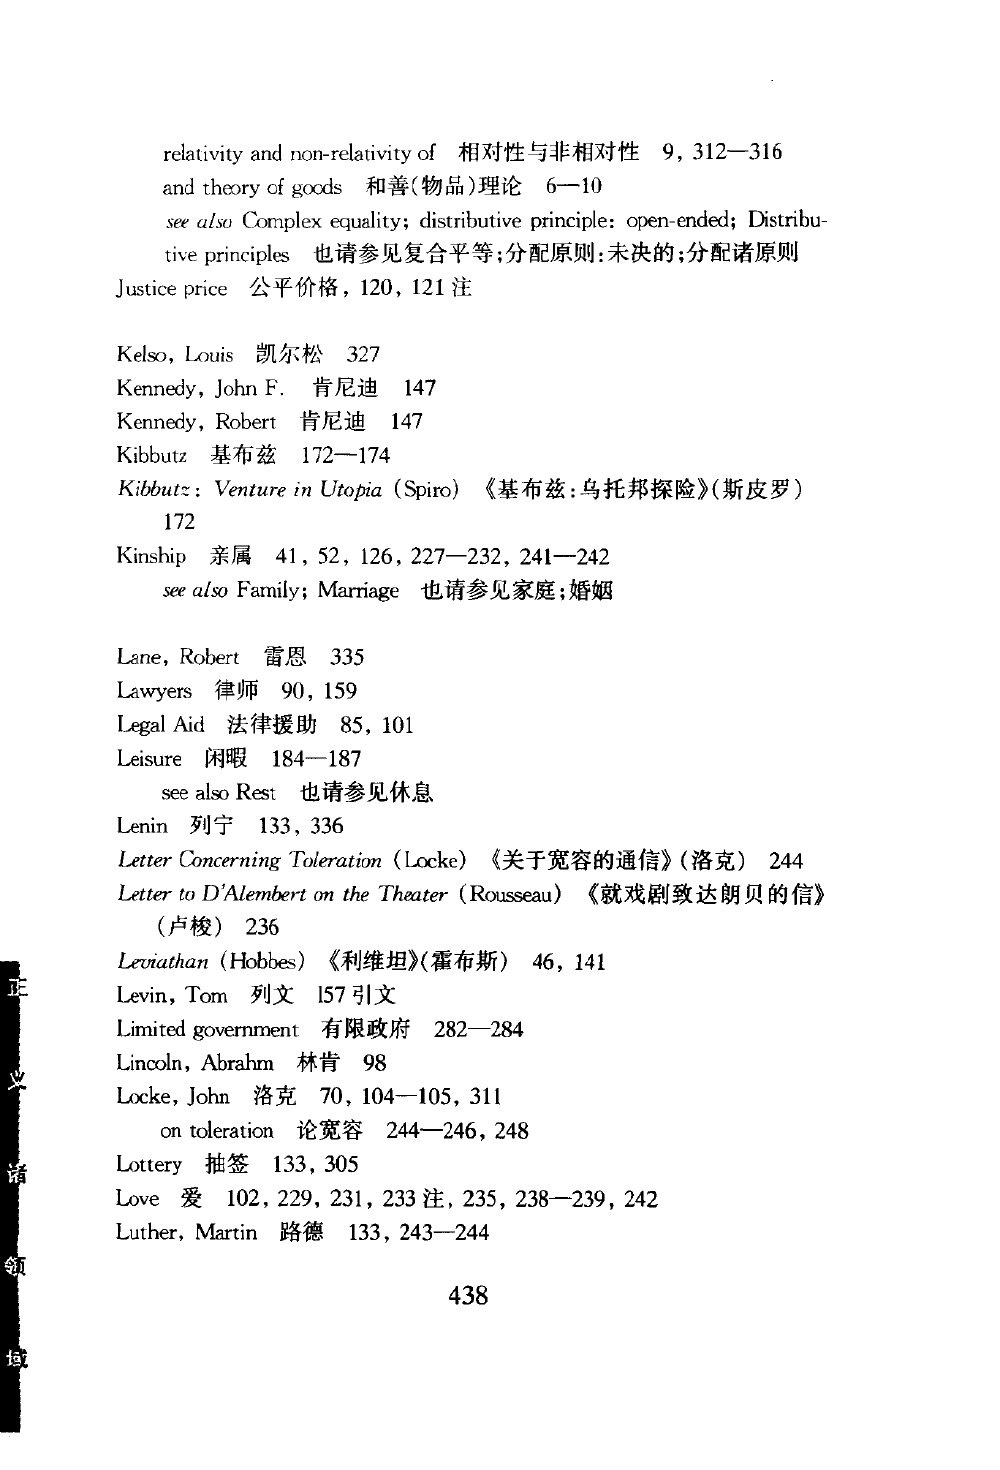 relativity and non-relativity of 相对性与非相对性 9, 312—316
and theory of goods 和善(物品)理论 6—10
see also Complex equality; distributive principle: open-ended; Distribu-
tive principles 也请参见复合平等;分配原则:未决的;分配诸原则
Justice price 公平价格, 120, 121注
Kelso, Louis 凯尔松 327
Kennedy, John F. 肯尼迪 147
Kennedy, Robert 肯尼迪 147
Kibbutz 基布兹 172—174
Kibbutz: Venture in Utopia (Spiro) 《基布兹:乌托邦探险》(斯皮罗)
172
Kinship 亲属 41, 52, 126, 227—232, 241—242
see also Family; Marriage 也请参见家庭;婚姻
Lane, Robert 雷恩 335
Lawyers 律师 90, 159
Legal Aid 法律援助 85, 101
Leisure 闲暇 184—187
see also Rest 也请参见休息
Lenin 列宁 133, 336
Letter Concerning Toleration (Locke) 《关于宽容的通信》(洛克) 244
Letter to D'Alembert on the Theater (Rousseau) 《就戏剧致达朗贝的信》
(卢梭) 236
Leviathan (Hobbes) 《利维坦》(霍布斯) 46, 141
Levin, Tom 列文 157引文
Limited government 有限政府 282—284
Lincoln, Abrahm 林肯 98
Locke, John 洛克 70, 104—105, 311
on toleration 论宽容 244—246, 248
Lottery 抽签 133, 305
Love 爱 102, 229, 231, 233注, 235, 238—239, 242
Luther, Martin 路德 133, 243—244
438
正义诸领域